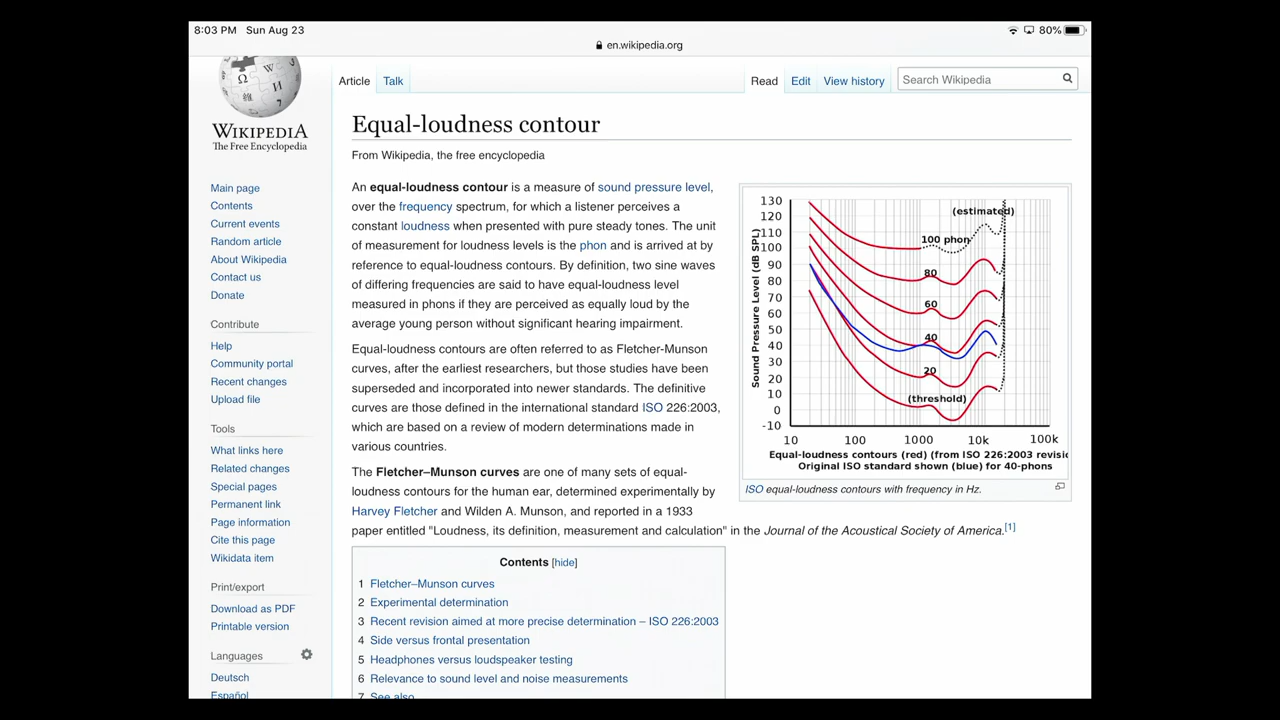 8:03 PM Sun Aug 23
80%
en.wikipedia.org
WIKIPEDIA
The Free Encyclopedia
Article Talk Read Edit View history Search Wikipedia
Equal-loudness contour
From Wikipedia, the free encyclopedia
Main page
Contents
Current events
Random article
About Wikipedia
Contact us
Donate
Contribute
Help
Community portal
Recent changes
Upload file
Tools
What links here
Related changes
Special pages
Permanent link
Page information
Cite this page
Wikidata item
Print/export
Download as PDF
Printable version
Languages
Deutsch
Español
An equal-loudness contour is a measure of sound pressure level,
over the frequency spectrum, for which a listener perceives a
constant loudness when presented with pure steady tones. The unit
of measurement for loudness levels is the phon and is arrived at by
reference to equal-loudness contours. By definition, two sine waves
of differing frequencies are said to have equal-loudness level
measured in phons if they are perceived as equally loud by the
average young person without significant hearing impairment.
Equal-loudness contours are often referred to as Fletcher-Munson
curves, after the earliest researchers, but those studies have been
superseded and incorporated into newer standards. The definitive
curves are those defined in the international standard ISO 226:2003,
which are based on a review of modern determinations made in
various countries.
The Fletcher–Munson curves are one of many sets of equal-
loudness contours for the human ear, determined experimentally by
Harvey Fletcher and Wilden A. Munson, and reported in a 1933
paper entitled "Loudness, its definition, measurement and calculation" in the Journal of the Acoustical Society of America.[1]
Sound Pressure Level (dB SPL)
130
120
110
100
90
80
70
60
50
40
30
20
10
0
-10
(estimated)
100 phon
80
60
40
20
(threshold)
10 100 1000 10k 100k
Equal-loudness contours (red) (from ISO 226:2003
Original ISO standard shown (blue) for 40-phons
ISO equal-loudness contours with frequency in Hz.
Contents [hide]
1 Fletcher–Munson curves
2 Experimental determination
3 Recent revision aimed at more precise determination – ISO 226:2003
4 Side versus frontal presentation
5 Headphones versus loudspeaker testing
6 Relevance to sound level and noise measurements
7 See also